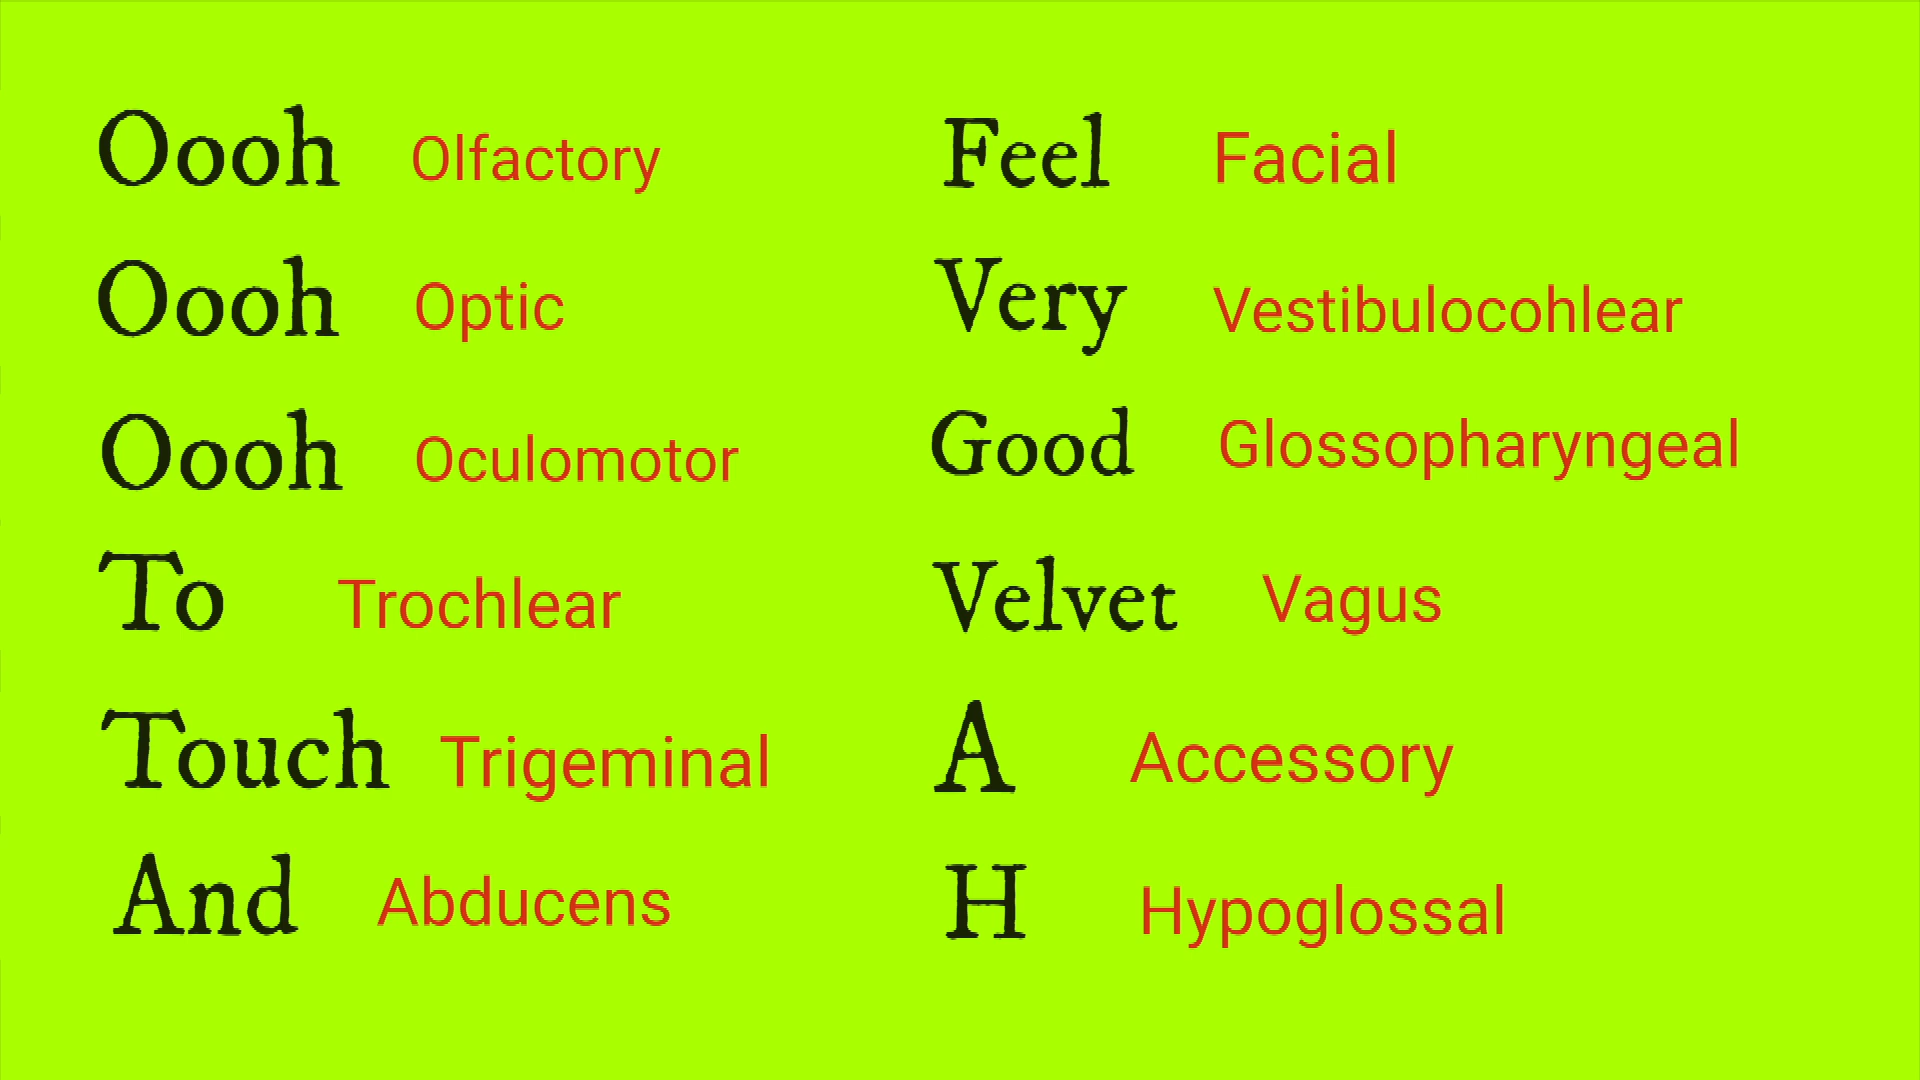 Oooh Olfactory
Oooh Optic
Oooh Oculomotor
To Trochlear
Touch Trigeminal
And Abducens
Feel Facial
Very Vestibulocohlear
Good Glossopharyngeal
Velvet Vagus
A Accessory
H Hypoglossal